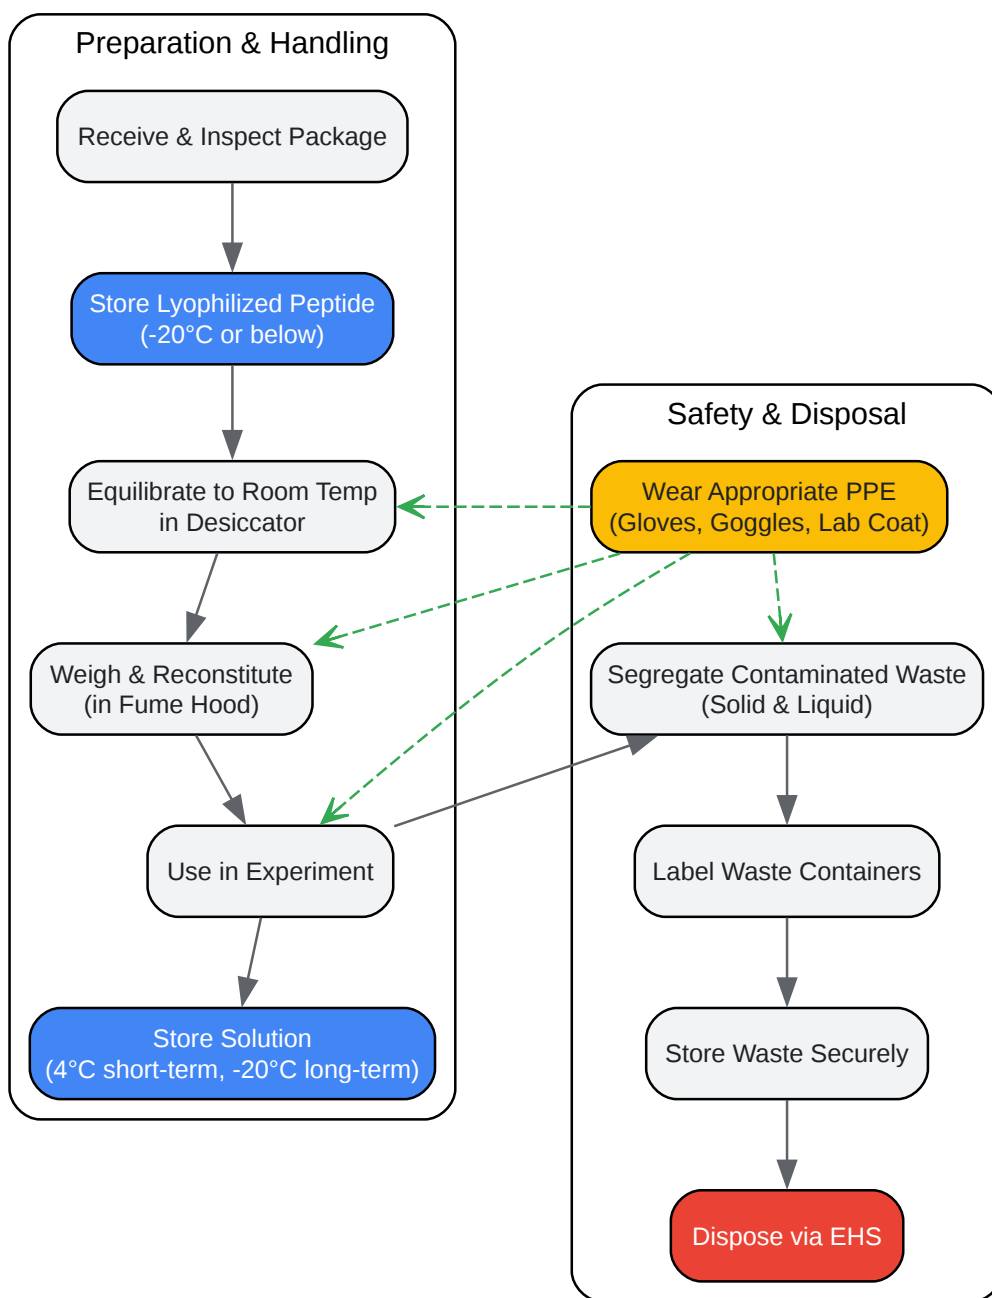 Preparation & Handling
Receive & Inspect Package
Store Lyophilized Peptide
(-20°C or below)
Equilibrate to Room Temp
in Desiccator
Weigh & Reconstitute
(in Fume Hood)
Use in Experiment
Store Solution
(4°C short-term, -20°C long-term)
Safety & Disposal
Wear Appropriate PPE
(Gloves, Goggles, Lab Coat)
Segregate Contaminated Waste
(Solid & Liquid)
Label Waste Containers
Store Waste Securely
Dispose via EHS